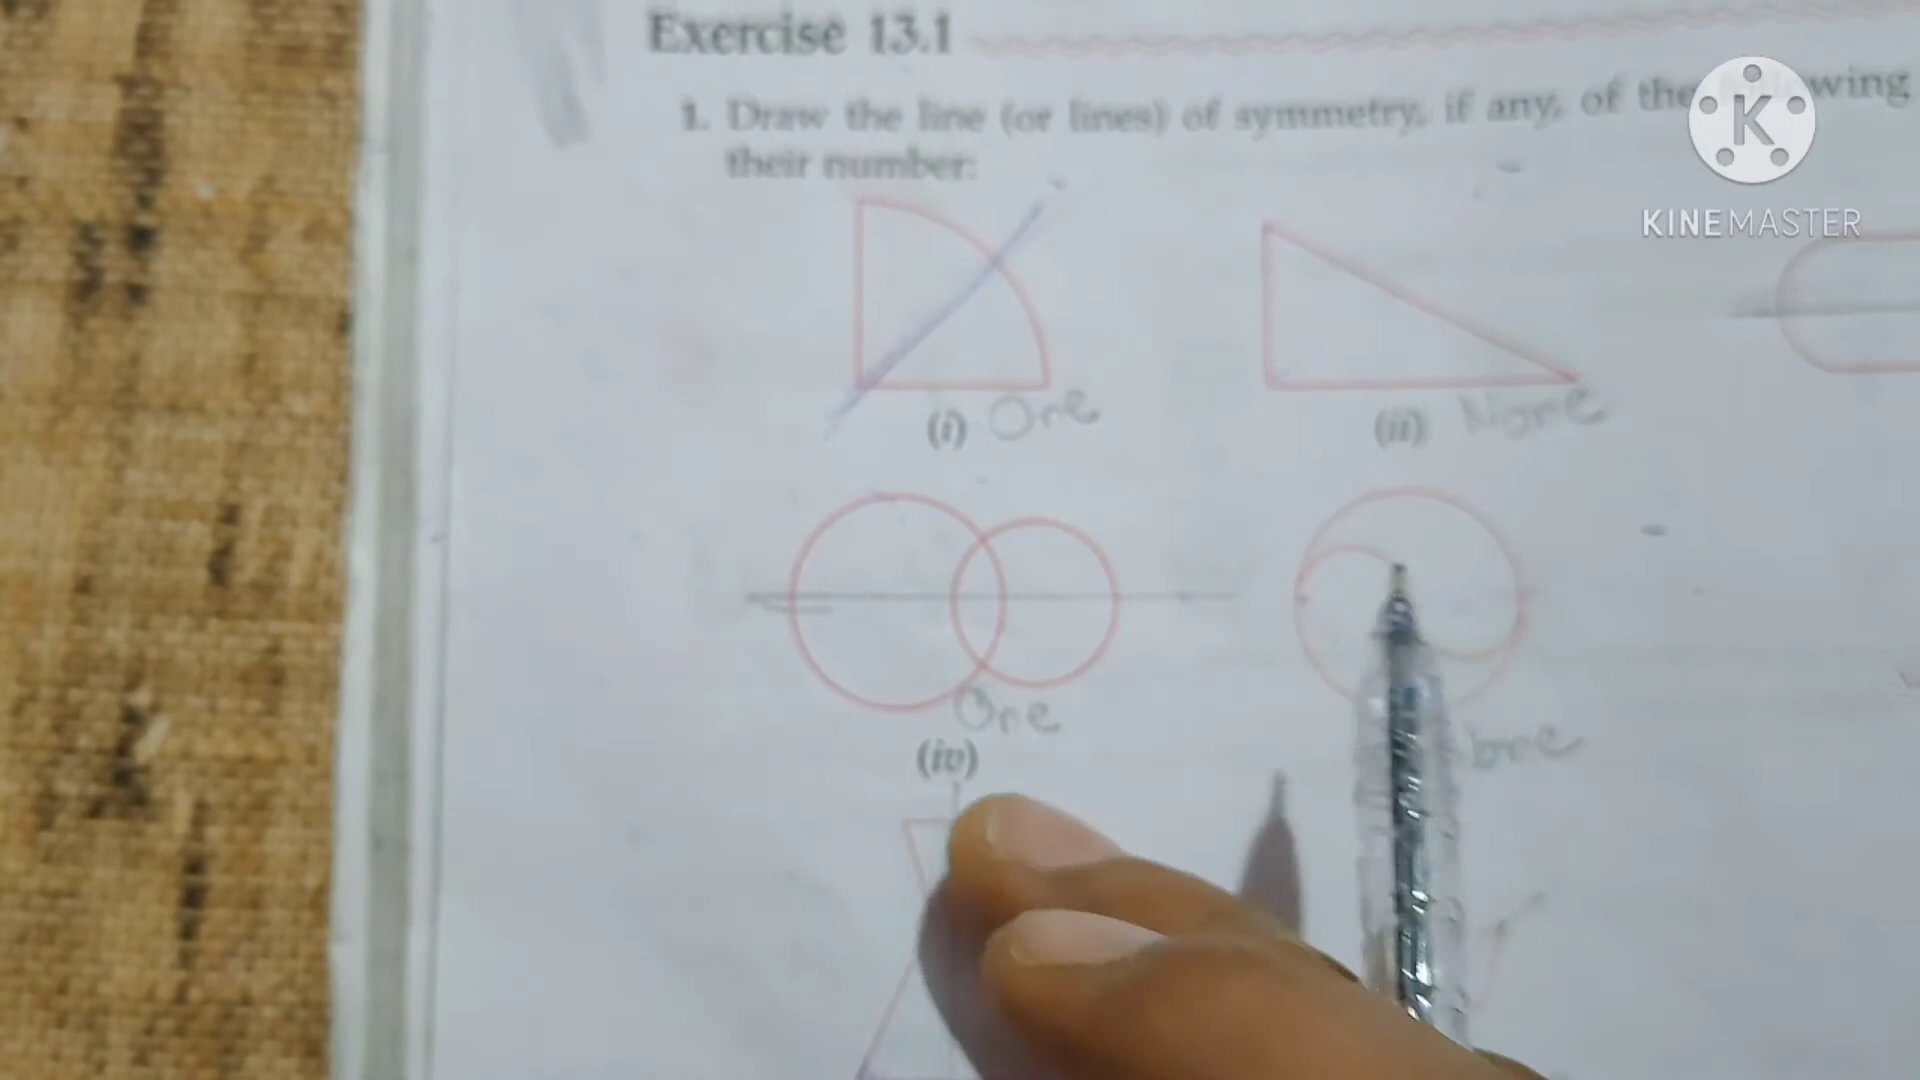 Exercise 13.1
1. Draw the line (or lines) of symmetry, if any, of the following
their number:
KINEMASTER
(i) One
(ii) None
One
(iv)